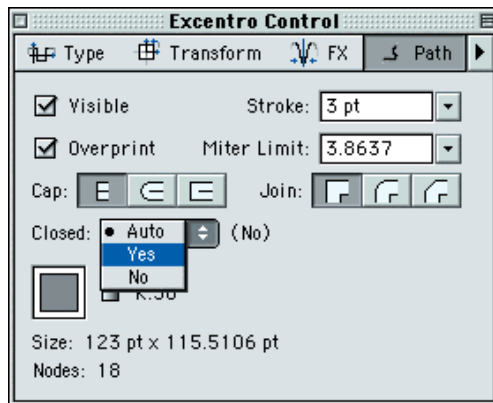 Excentro Control
Type Transform FX Path
Visible Stroke: 3 pt
Overprint Miter Limit: 3.8637
Cap: Join:
Closed: Auto (No)
Yes
No
Size: 123 pt x 115.5106 pt
Nodes: 18